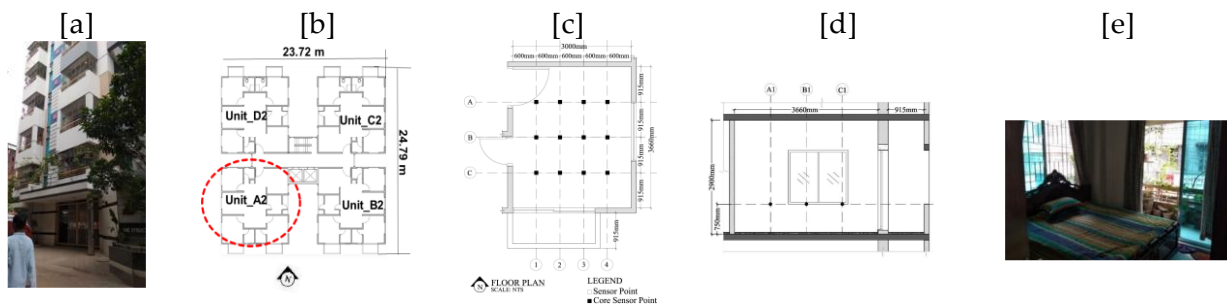 [a] [b] [c] [d] [e]
23.72 m
24.79 m
Unit_D2 Unit_C2
Unit_A2 Unit_B2
N
3000mm
600mm 600mm 600mm 600mm 600mm
A
B
C
915mm
915mm
915mm
915mm
3660mm
915mm
1 2 3 4
N FLOOR PLAN
SCALE: NTS
LEGEND
Sensor Point
Core Sensor Point
A1 B1 C1
3660mm 915mm
2900mm
750mm